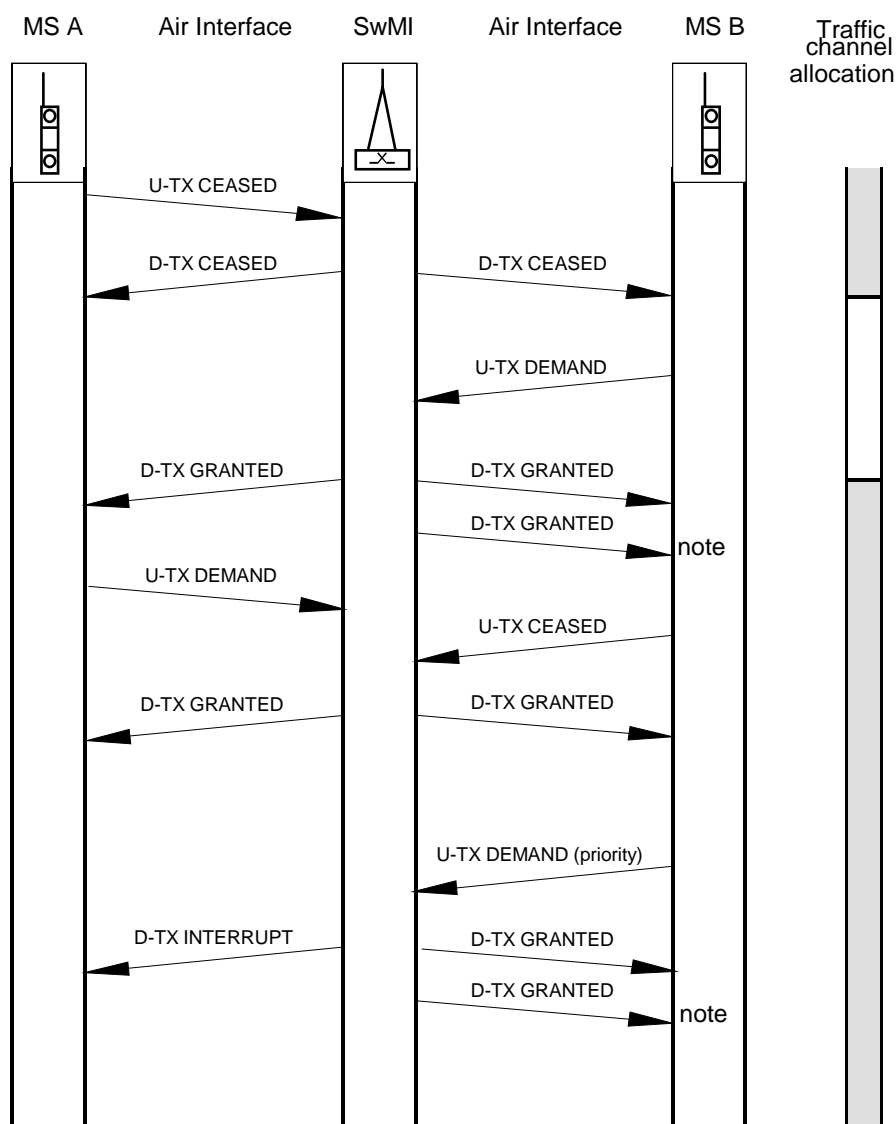 MS A Air Interface SwMI Air Interface MS B Traffic
channel
allocation
U-TX CEASED
D-TX CEASED D-TX CEASED
U-TX DEMAND
D-TX GRANTED D-TX GRANTED
D-TX GRANTED note
U-TX DEMAND
U-TX CEASED
D-TX GRANTED D-TX GRANTED
U-TX DEMAND (priority)
D-TX INTERRUPT D-TX GRANTED
D-TX GRANTED note